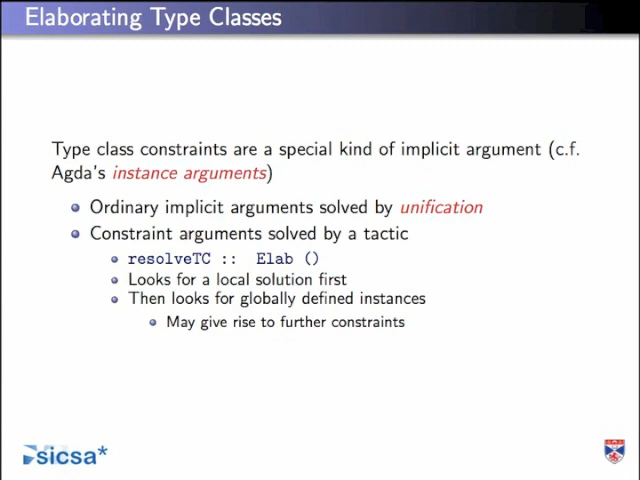 Elaborating Type Classes
Type class constraints are a special kind of implicit argument (c.f.
Agda's instance arguments)
Ordinary implicit arguments solved by unification
Constraint arguments solved by a tactic
resolveTC :: Elab ()
Looks for a local solution first
Then looks for globally defined instances
May give rise to further constraints
sicsa*